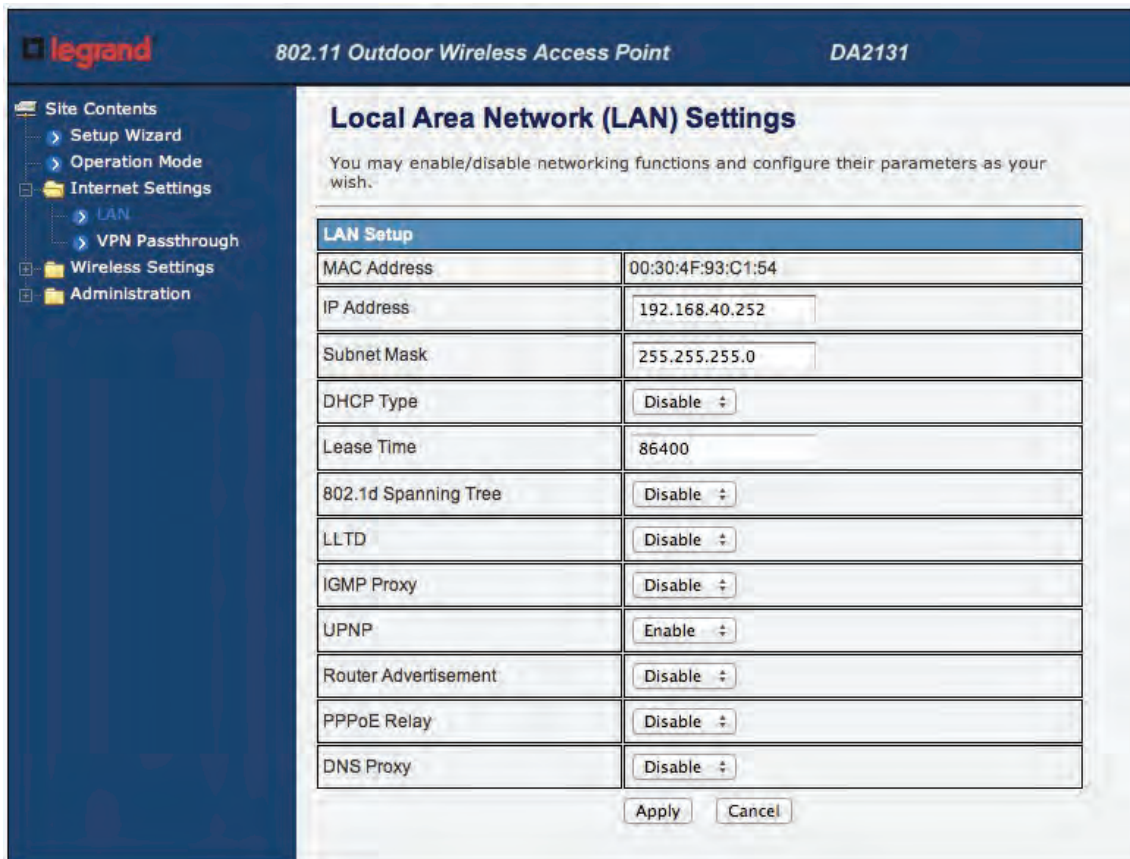 legrand
802.11 Outdoor Wireless Access Point
DA2131
Site Contents
Setup Wizard
Operation Mode
Internet Settings
LAN
VPN Passthrough
Wireless Settings
Administration
Local Area Network (LAN) Settings
You may enable/disable networking functions and configure their parameters as your
wish.
LAN Setup
MAC Address 00:30:4F:93:C1:54
IP Address 192.168.40.252
Subnet Mask 255.255.255.0
DHCP Type Disable
Lease Time 86400
802.1d Spanning Tree Disable
LLTD Disable
IGMP Proxy Disable
UPNP Enable
Router Advertisement Disable
PPPoE Relay Disable
DNS Proxy Disable
Apply Cancel